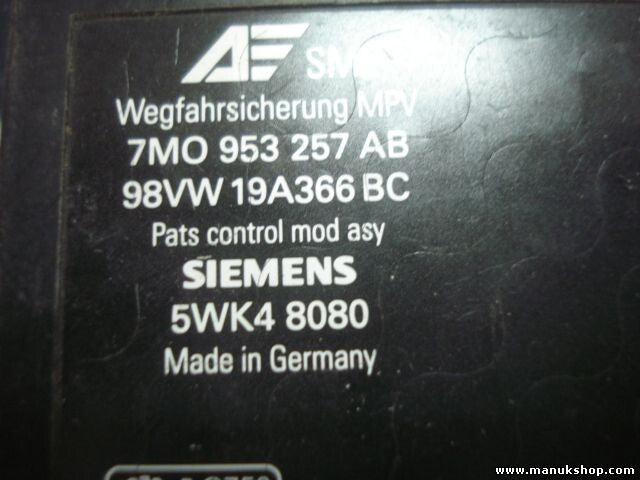 AE
Wegfahrsicherung MPV
7MO 953 257 AB
98VW 19A366 BC
Pats control mod asy
SIEMENS
5WK4 8080
Made in Germany
www.manukshop.com